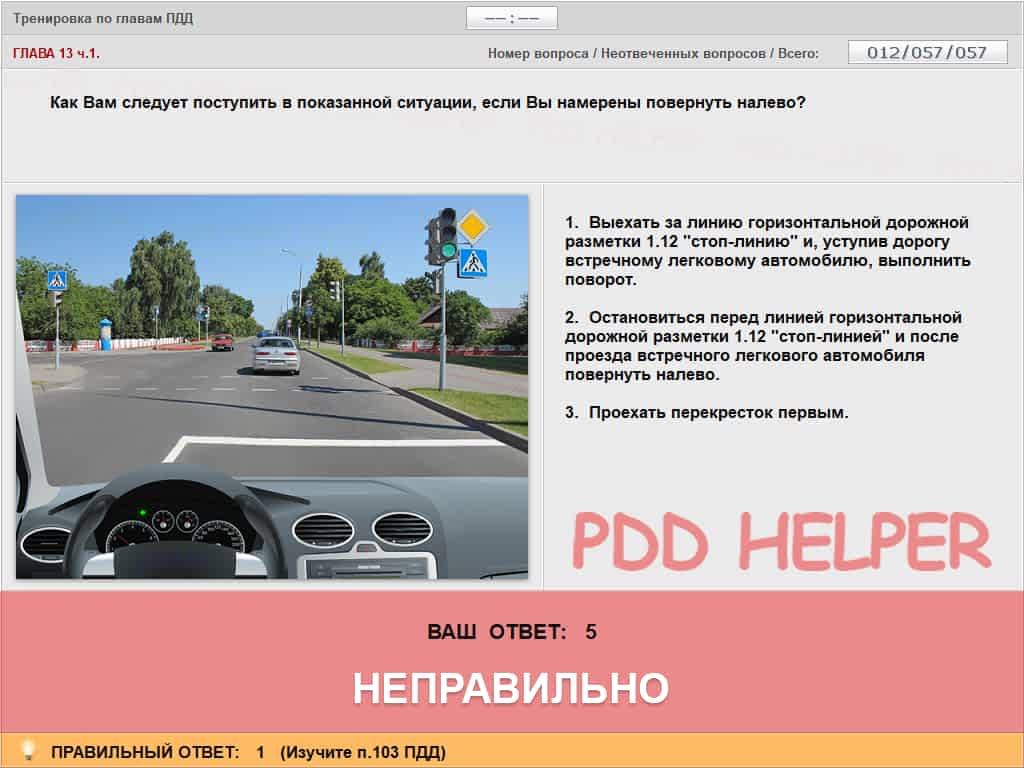 Тренировка по главам ПДД
–– : ––
ГЛАВА 13 ч.1.
Номер вопроса / Неотвеченных вопросов / Всего:
012/057/057
Как Вам следует поступить в показанной ситуации, если Вы намерены повернуть налево?
1. Выехать за линию горизонтальной дорожной
разметки 1.12 "стоп-линию" и, уступив дорогу
встречному легковому автомобилю, выполнить
поворот.
2. Остановиться перед линией горизонтальной
дорожной разметки 1.12 "стоп-линией" и после
проезда встречного легкового автомобиля
повернуть налево.
3. Проехать перекресток первым.
PDD HELPER
ВАШ ОТВЕТ: 5
НЕПРАВИЛЬНО
ПРАВИЛЬНЫЙ ОТВЕТ: 1 (Изучите п.103 ПДД)